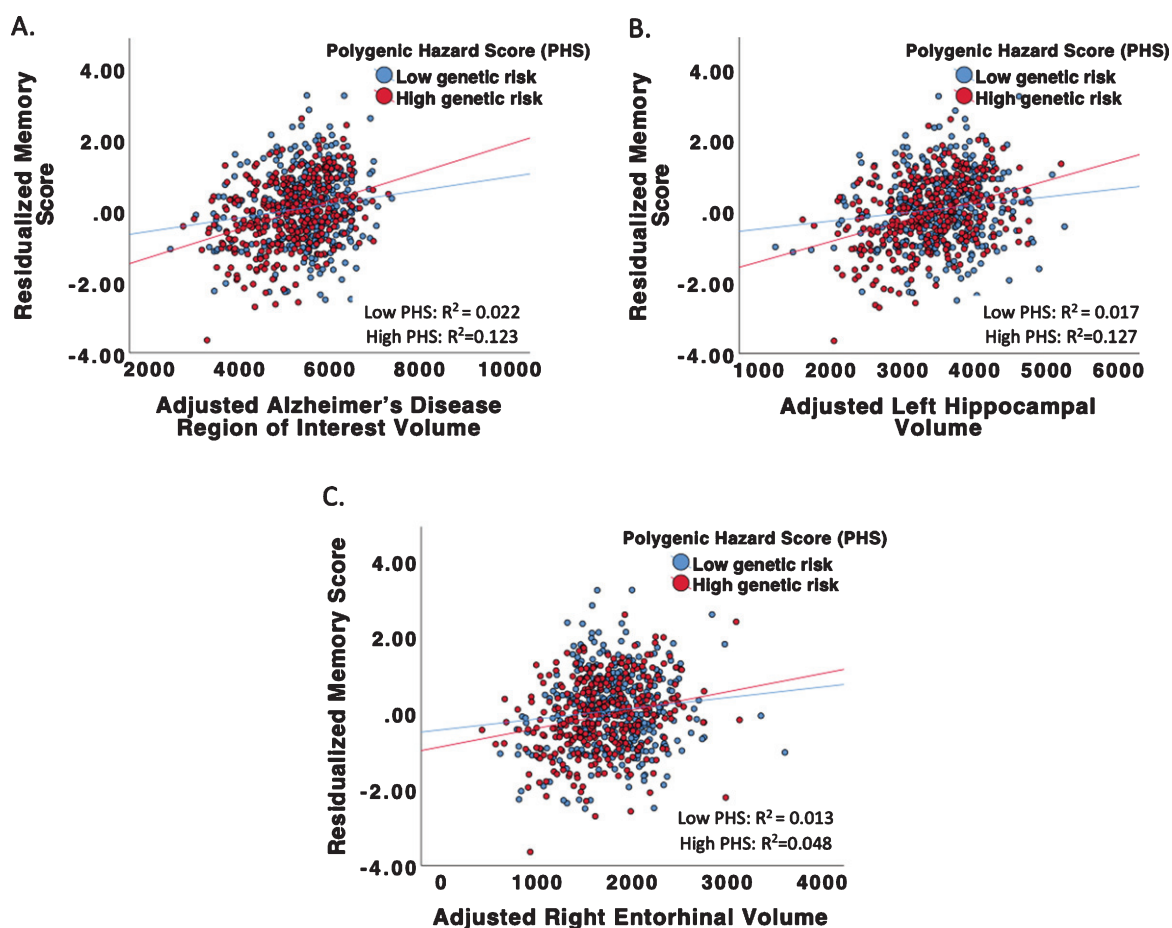 A.
Polygenic Hazard Score (PHS)
Low genetic risk
High genetic risk
4.00
2.00
.00
-2.00
-4.00
Residualized Memory
Score
Low PHS: R² = 0.022
High PHS: R²=0.123
2000 4000 6000 8000 10000
Adjusted Alzheimer's Disease
Region of Interest Volume
B.
Polygenic Hazard Score (PHS)
Low genetic risk
High genetic risk
4.00
2.00
.00
-2.00
-4.00
Residualized Memory
Score
Low PHS: R² = 0.017
High PHS: R²=0.127
1000 2000 3000 4000 5000 6000
Adjusted Left Hippocampal
Volume
C.
Polygenic Hazard Score (PHS)
Low genetic risk
High genetic risk
4.00
2.00
.00
-2.00
-4.00
Residualized Memory Score
Low PHS: R² = 0.013
High PHS: R²=0.048
0 1000 2000 3000 4000
Adjusted Right Entorhinal Volume